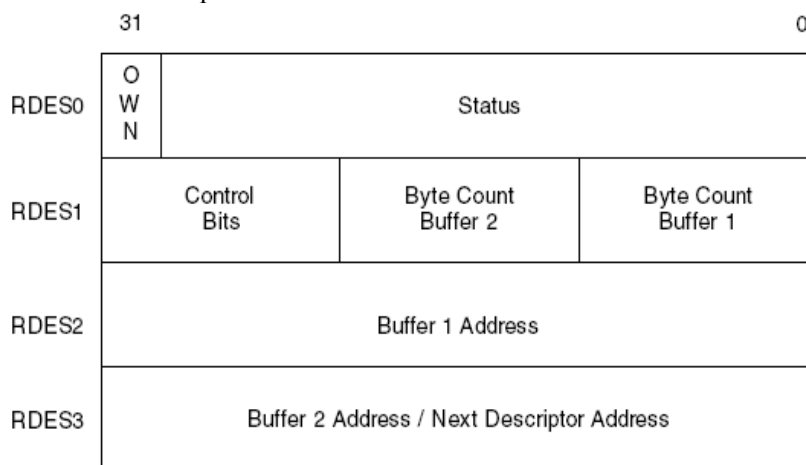 31 0
O
W
N
RDES0 Status
Control
Bits
Byte Count
Buffer 2
Byte Count
Buffer 1
RDES1
RDES2 Buffer 1 Address
RDES3 Buffer 2 Address / Next Descriptor Address